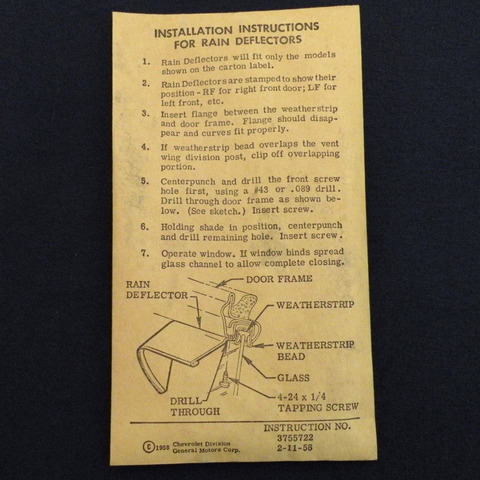 INSTALLATION INSTRUCTIONS
FOR RAIN DEFLECTORS
1. Rain Deflectors will fit only the models
shown on the carton label.
2. Rain Deflectors are stamped to show their
position - RF for right front door; LF for
left front, etc.
3. Insert flange between the weatherstrip
and door frame. Flange should disap-
pear and curves fit properly.
4. If weatherstrip bead overlaps the vent
wing division post, clip off overlapping
portion.
5. Centerpunch and drill the front screw
hole first, using a #43 or .089 drill.
Drill through door frame as shown be-
low. (See sketch.) Insert screw.
6. Holding shade in position, centerpunch
and drill remaining hole. Insert screw.
7. Operate window. If window binds spread
glass channel to allow complete closing.
DOOR FRAME
RAIN
DEFLECTOR
WEATHERSTRIP
WEATHERSTRIP
BEAD
GLASS
DRILL
THROUGH
4-24 x 1/4
TAPPING SCREW
INSTRUCTION NO.
3755722
2-11-58
© 1958 Chevrolet Division
General Motors Corp.